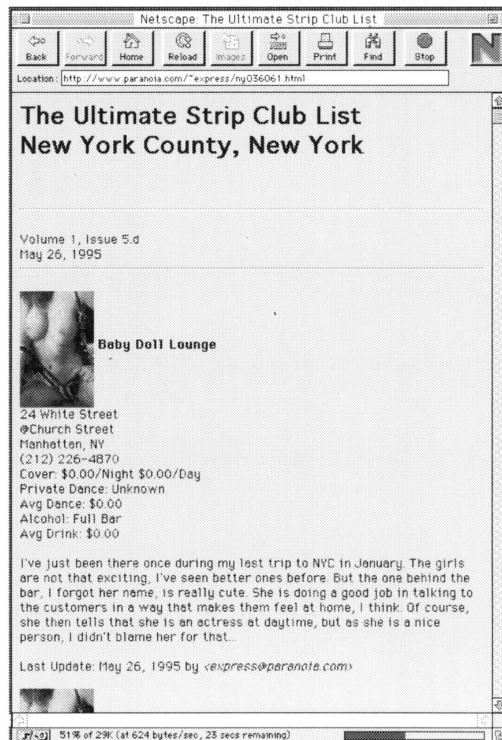 Netscape: The Ultimate Strip Club List
Back Forward Home Reload Images Open Print Find Stop N
Location: http://www.paranoia.com/~express/ny036061.html
The Ultimate Strip Club List
New York County, New York
Volume 1, Issue 5.d
May 26, 1995
Baby Doll Lounge
24 White Street
@Church Street
Manhattan, NY
(212) 226-4870
Cover: $0.00/Night $0.00/Day
Private Dance: Unknown
Avg Dance: $0.00
Alcohol: Full Bar
Avg Drink: $0.00
I've just been there once during my last trip to NYC in January. The girls
are not that exciting, I've seen better ones before. But the one behind the
bar, I forgot her name, is really cute. She is doing a good job in talking to
the customers in a way that makes them feel at home, I think. Of course,
she then tells that she is an actress at daytime, but as she is a nice
person, I didn't blame her for that...
Last Update: May 26, 1995 by <express@paranoia.com>
51% of 29K (at 624 bytes/sec, 23 secs remaining)